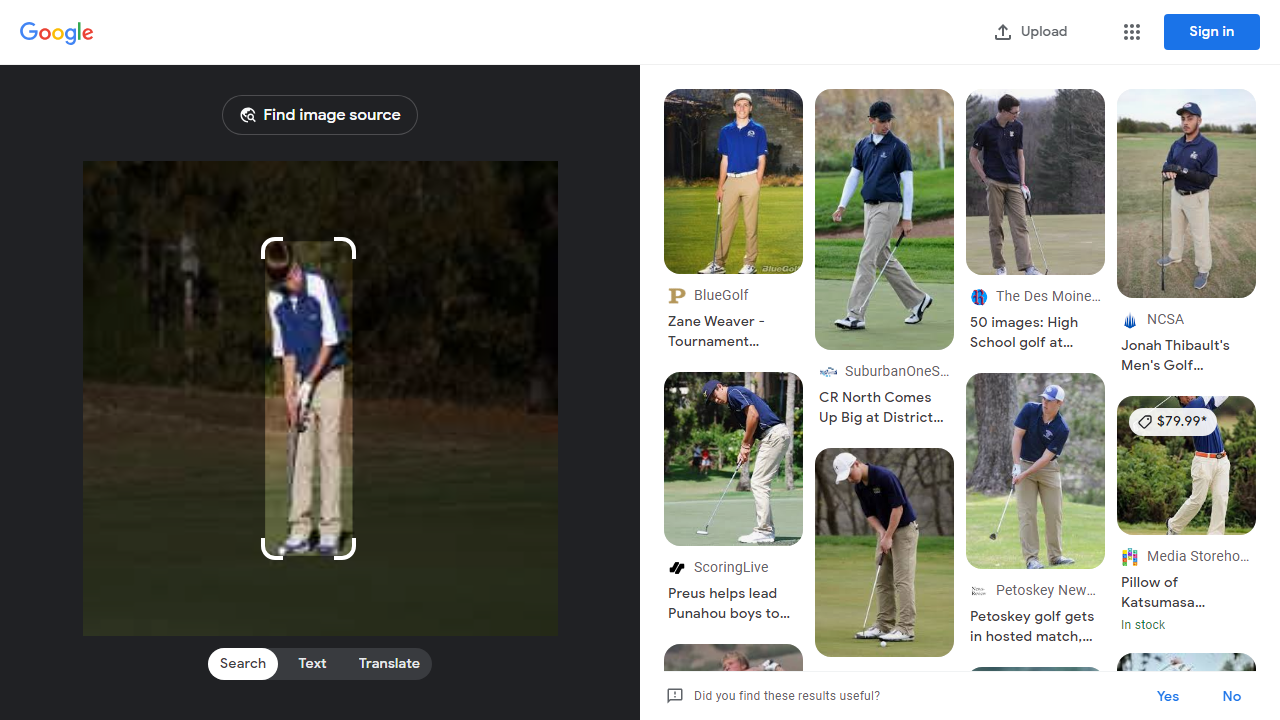 Google
Upload
Sign in
Find image source
Search
Text
Translate
BlueGolf
BlueGolf
Zane Weaver -
Tournament...
ScoringLive
Preus helps lead
Punahou boys to...
SuburbanOneS...
CR North Comes
Up Big at District...
The Des Moine...
50 images: High
School golf at...
Petoskey New...
Petoskey golf gets
in hosted match,...
NCSA
Jonah Thibault's
Men's Golf...
$79.99*
Media Storeho...
Pillow of
Katsumasa...
In stock
Did you find these results useful?
Yes
No